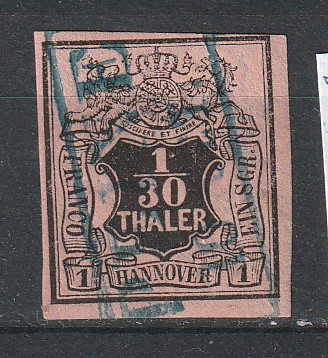 SUSCIPERE ET FINIRE
FRANCO
1
30
THALER
EIN SGR.
1
HANNOVER
1